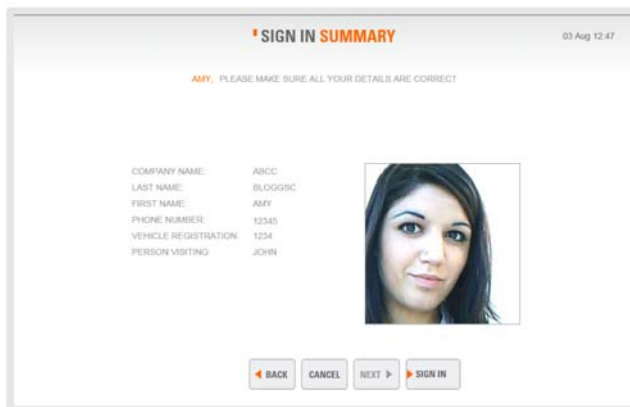 SIGN IN SUMMARY
03 Aug 12:47
AMY, PLEASE MAKE SURE ALL YOUR DETAILS ARE CORRECT
COMPANY NAME: ABCC
LAST NAME: BLOGGSC
FIRST NAME: AMY
PHONE NUMBER: 12345
VEHICLE REGISTRATION: 1234
PERSON VISITING: JOHN
BACK CANCEL NEXT SIGN IN